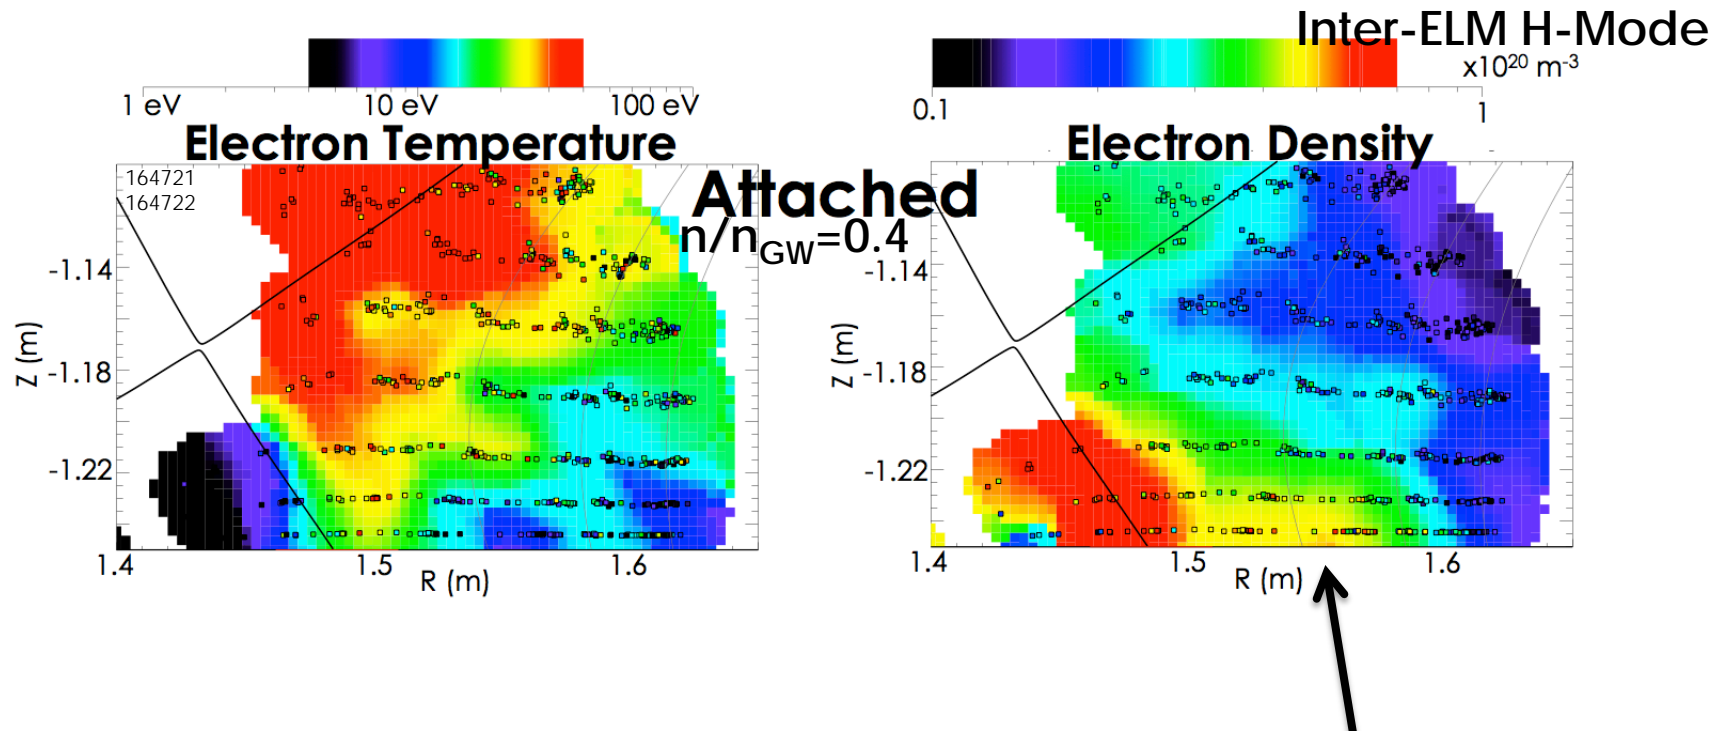 Inter-ELM H-Mode
x10²⁰ m⁻³
1 eV 10 eV 100 eV
0.1 1
Electron Temperature
Electron Density
164721
164722
Attached
n/nGW=0.4
Z (m)
-1.14
-1.18
-1.22
1.4 1.5 1.6
R (m)
Z (m)
-1.14
-1.18
-1.22
1.4 1.5 1.6
R (m)